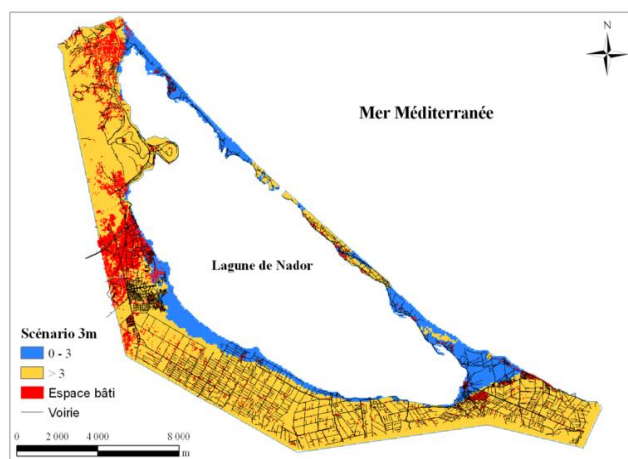 N
Mer Méditerranée
Lagune de Nador
Scénario 3m
0 - 3
> 3
Espace bâti
Voirie
0 2 000 4 000 8 000
m